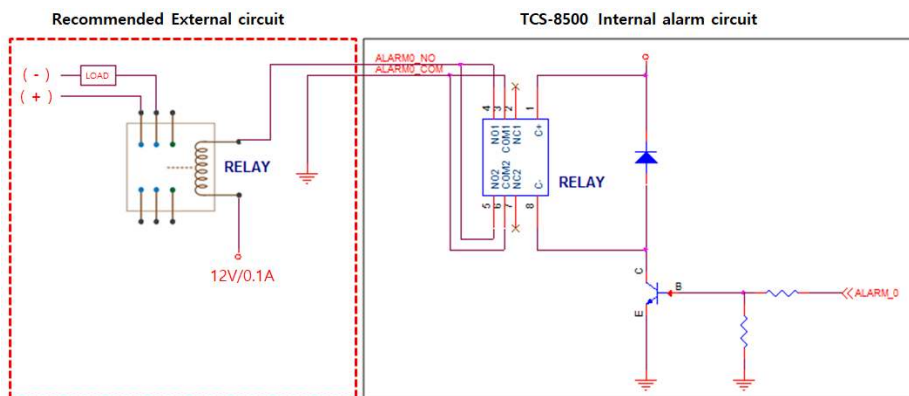 Recommended External circuit
TCS-8500 Internal alarm circuit
ALARM0_NO
ALARM0_COM
( - )
LOAD
( + )
RELAY
12V/0.1A
4
3
2
1
NO1
COM1
NC1
C+
NO2
COM2
NC2
C-
RELAY
5
6
7
8
C
B
E
ALARM_0